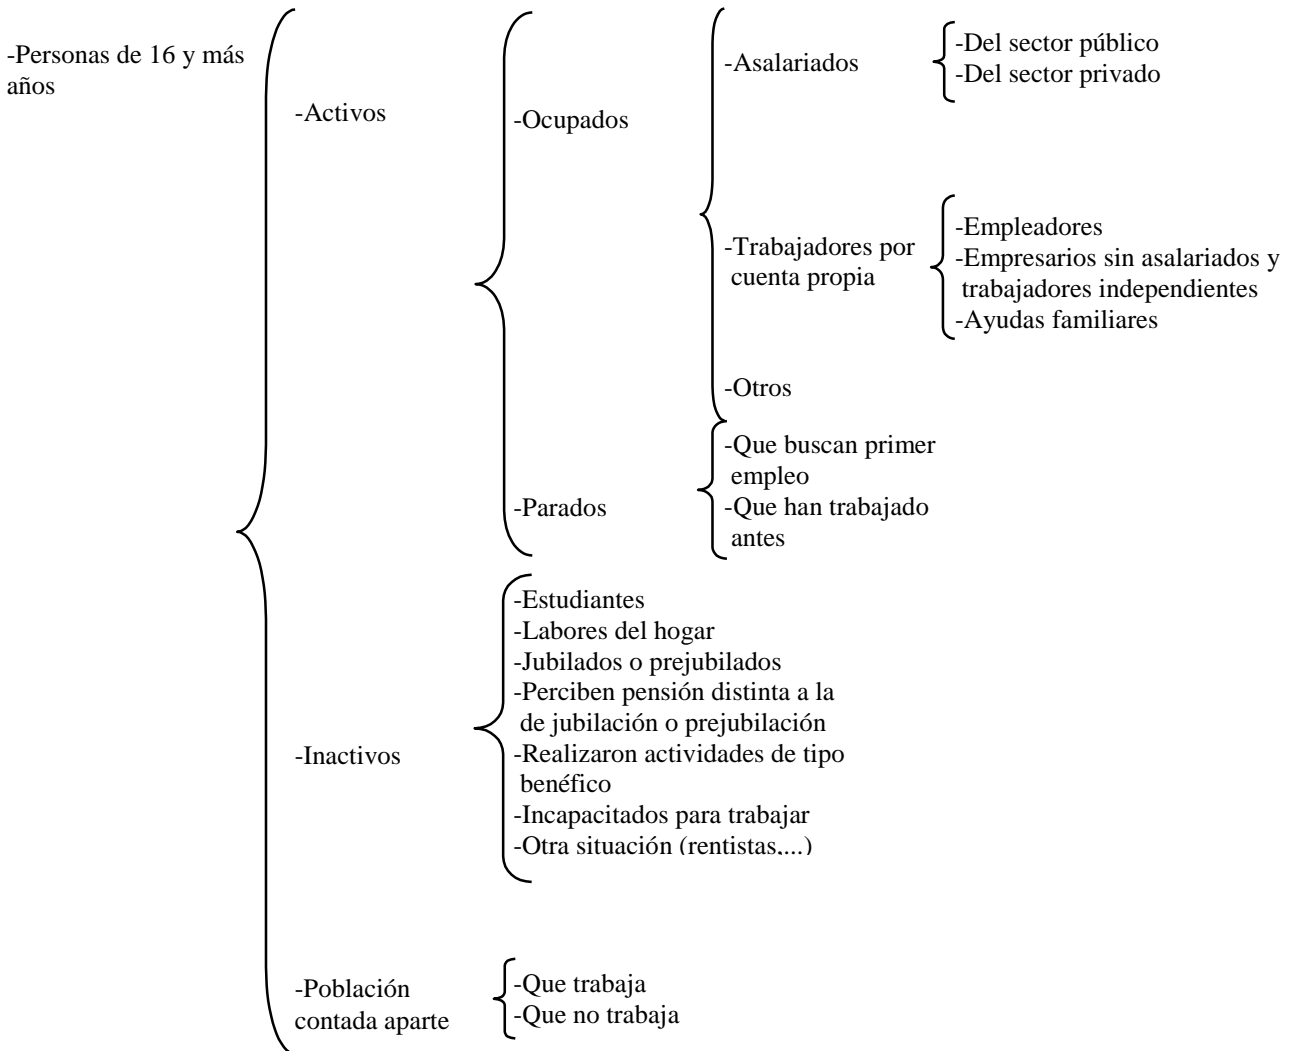 -Personas de 16 y más
años
-Activos
-Ocupados
-Asalariados
-Del sector público
-Del sector privado
-Trabajadores por
cuenta propia
-Empleadores
-Empresarios sin asalariados y
trabajadores independientes
-Ayudas familiares
-Otros
-Parados
-Que buscan primer
empleo
-Que han trabajado
antes
-Inactivos
-Estudiantes
-Labores del hogar
-Jubilados o prejubilados
-Perciben pensión distinta a la
de jubilación o prejubilación
-Realizaron actividades de tipo
benéfico
-Incapacitados para trabajar
-Otra situación (rentistas,...)
-Población
contada aparte
-Que trabaja
-Que no trabaja